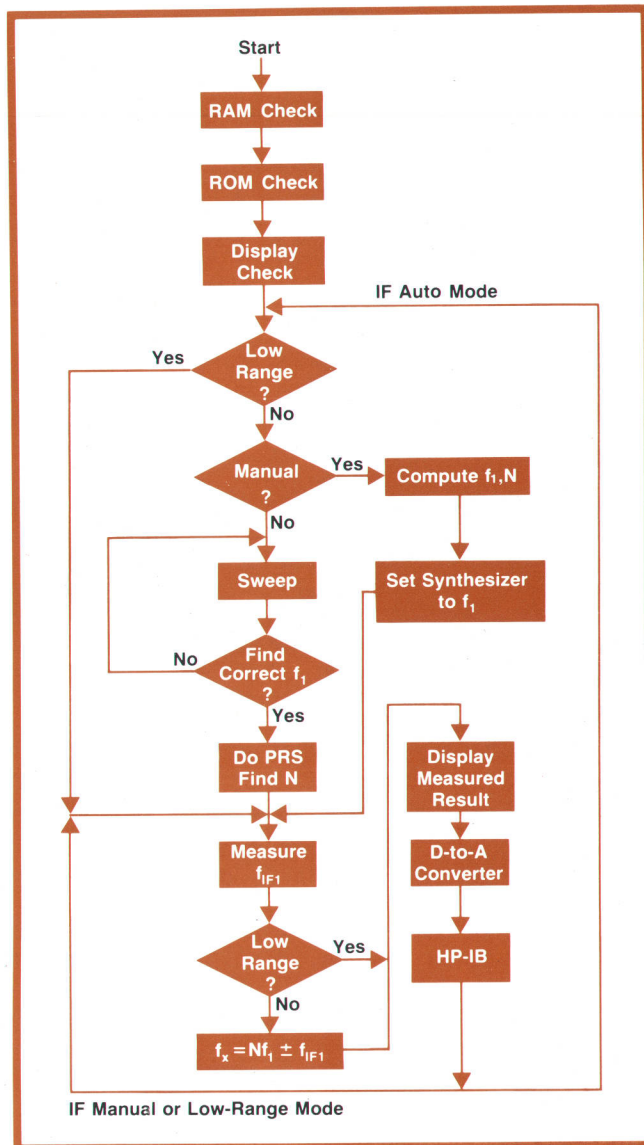 Start
RAM Check
ROM Check
Display
Check
IF Auto Mode
Yes
Low
Range
?
No
Manual
?
Yes
Compute f₁,N
No
Sweep
Set Synthesizer
to f₁
No
Find
Correct f₁
?
Yes
Do PRS
Find N
Display
Measured
Result
Measure
fIF1
D-to-A
Converter
Low
Range
?
Yes
HP-IB
No
fₓ = Nf₁ ± fIF1
IF Manual or Low-Range Mode